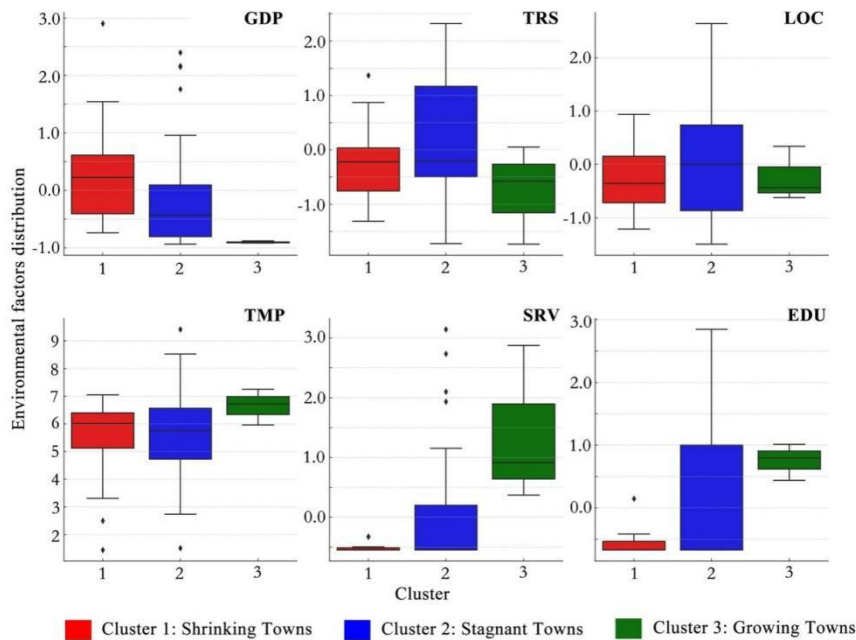 GDP
3.0
2.0
1.0
0.0
-1.0
1 2 3
TRS
2.0
1.0
0.0
-1.0
1 2 3
LOC
2.0
1.0
0.0
-1.0
1 2 3
Environmental factors distribution
TMP
9
8
7
6
5
4
3
2
1 2 3
SRV
3.0
2.0
1.0
0.0
1 2 3
EDU
3.0
2.0
1.0
0.0
1 2 3
Cluster
Cluster 1: Shrinking Towns Cluster 2: Stagnant Towns Cluster 3: Growing Towns